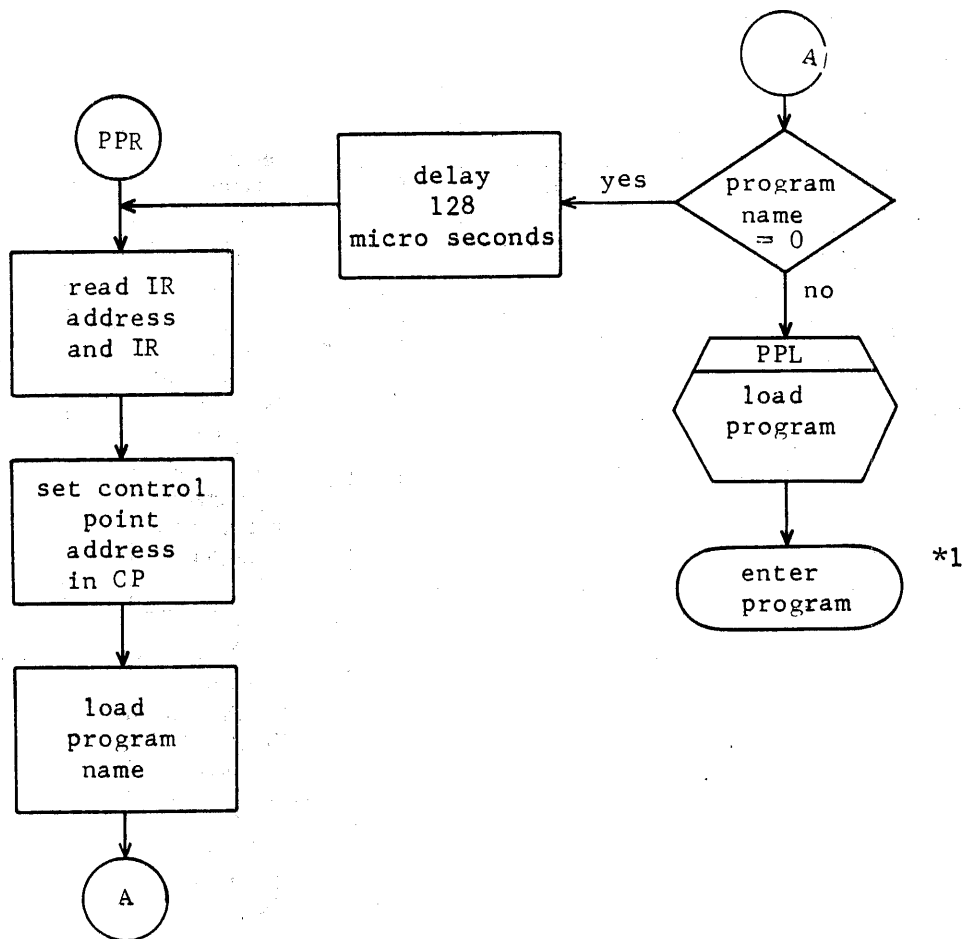 PPR
read IR
address
and IR
set control
point
address
in CP
load
program
name
A
A
program
name
= 0
yes
delay
128
micro seconds
no
PPL
load
program
enter
program
*1